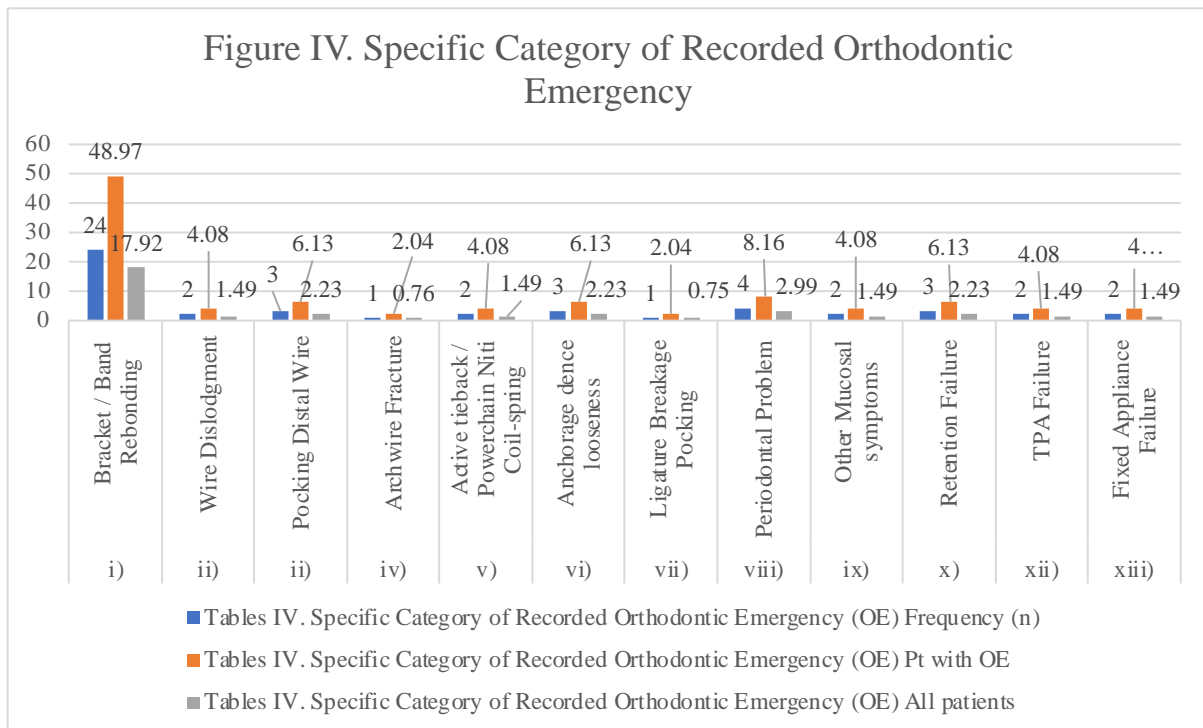 Figure IV. Specific Category of Recorded Orthodontic
Emergency
60
50
40
30
20
10
0
24
48.97
17.92
2
4.08
1.49
3
6.13
2.23
1
2.04
0.76
2
4.08
1.49
3
6.13
2.23
1
2.04
0.75
4
8.16
2.99
2
4.08
1.49
3
6.13
2.23
2
4.08
1.49
2
4…
1.49
Bracket / Band
Rebonding
Wire Dislodgment
Pocking Distal Wire
Archwire Fracture
Active tieback /
Powerchain Niti
Coil-spring
Anchorage dence
looseness
Ligature Breakage
Pocking
Periodontal Problem
Other Mucosal
symptoms
Retention Failure
TPA Failure
Fixed Appliance
Failure
i)
ii)
ii)
iv)
v)
vi)
vii)
viii)
ix)
x)
xii)
xiii)
Tables IV. Specific Category of Recorded Orthodontic Emergency (OE) Frequency (n)
Tables IV. Specific Category of Recorded Orthodontic Emergency (OE) Pt with OE
Tables IV. Specific Category of Recorded Orthodontic Emergency (OE) All patients